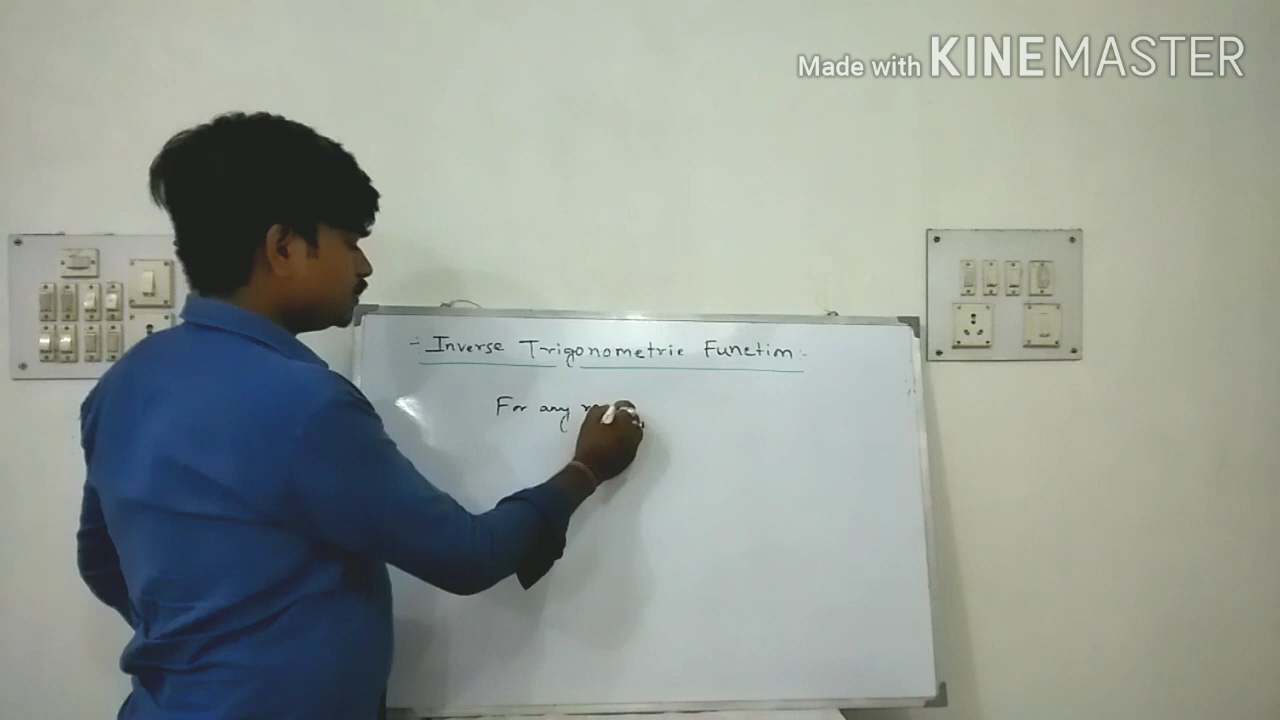 Made with KINEMASTER
:- Inverse Trigonometric Function :-
For any